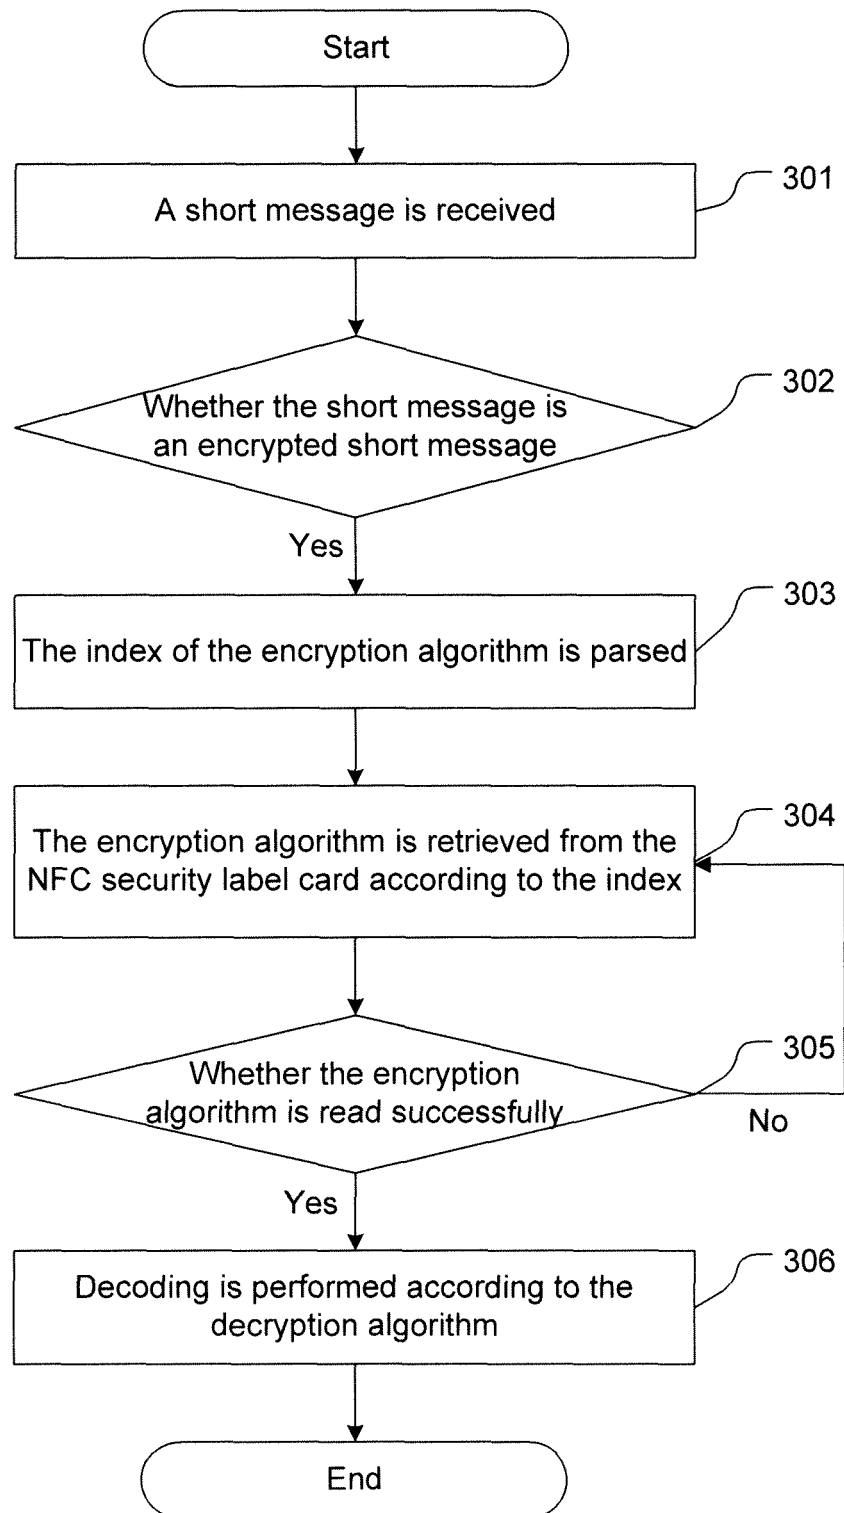 Start
301
A short message is received
302
Whether the short message is
an encrypted short message
Yes
303
The index of the encryption algorithm is parsed
304
The encryption algorithm is retrieved from the
NFC security label card according to the index
305
Whether the encryption
algorithm is read successfully
No
Yes
306
Decoding is performed according to the
decryption algorithm
End